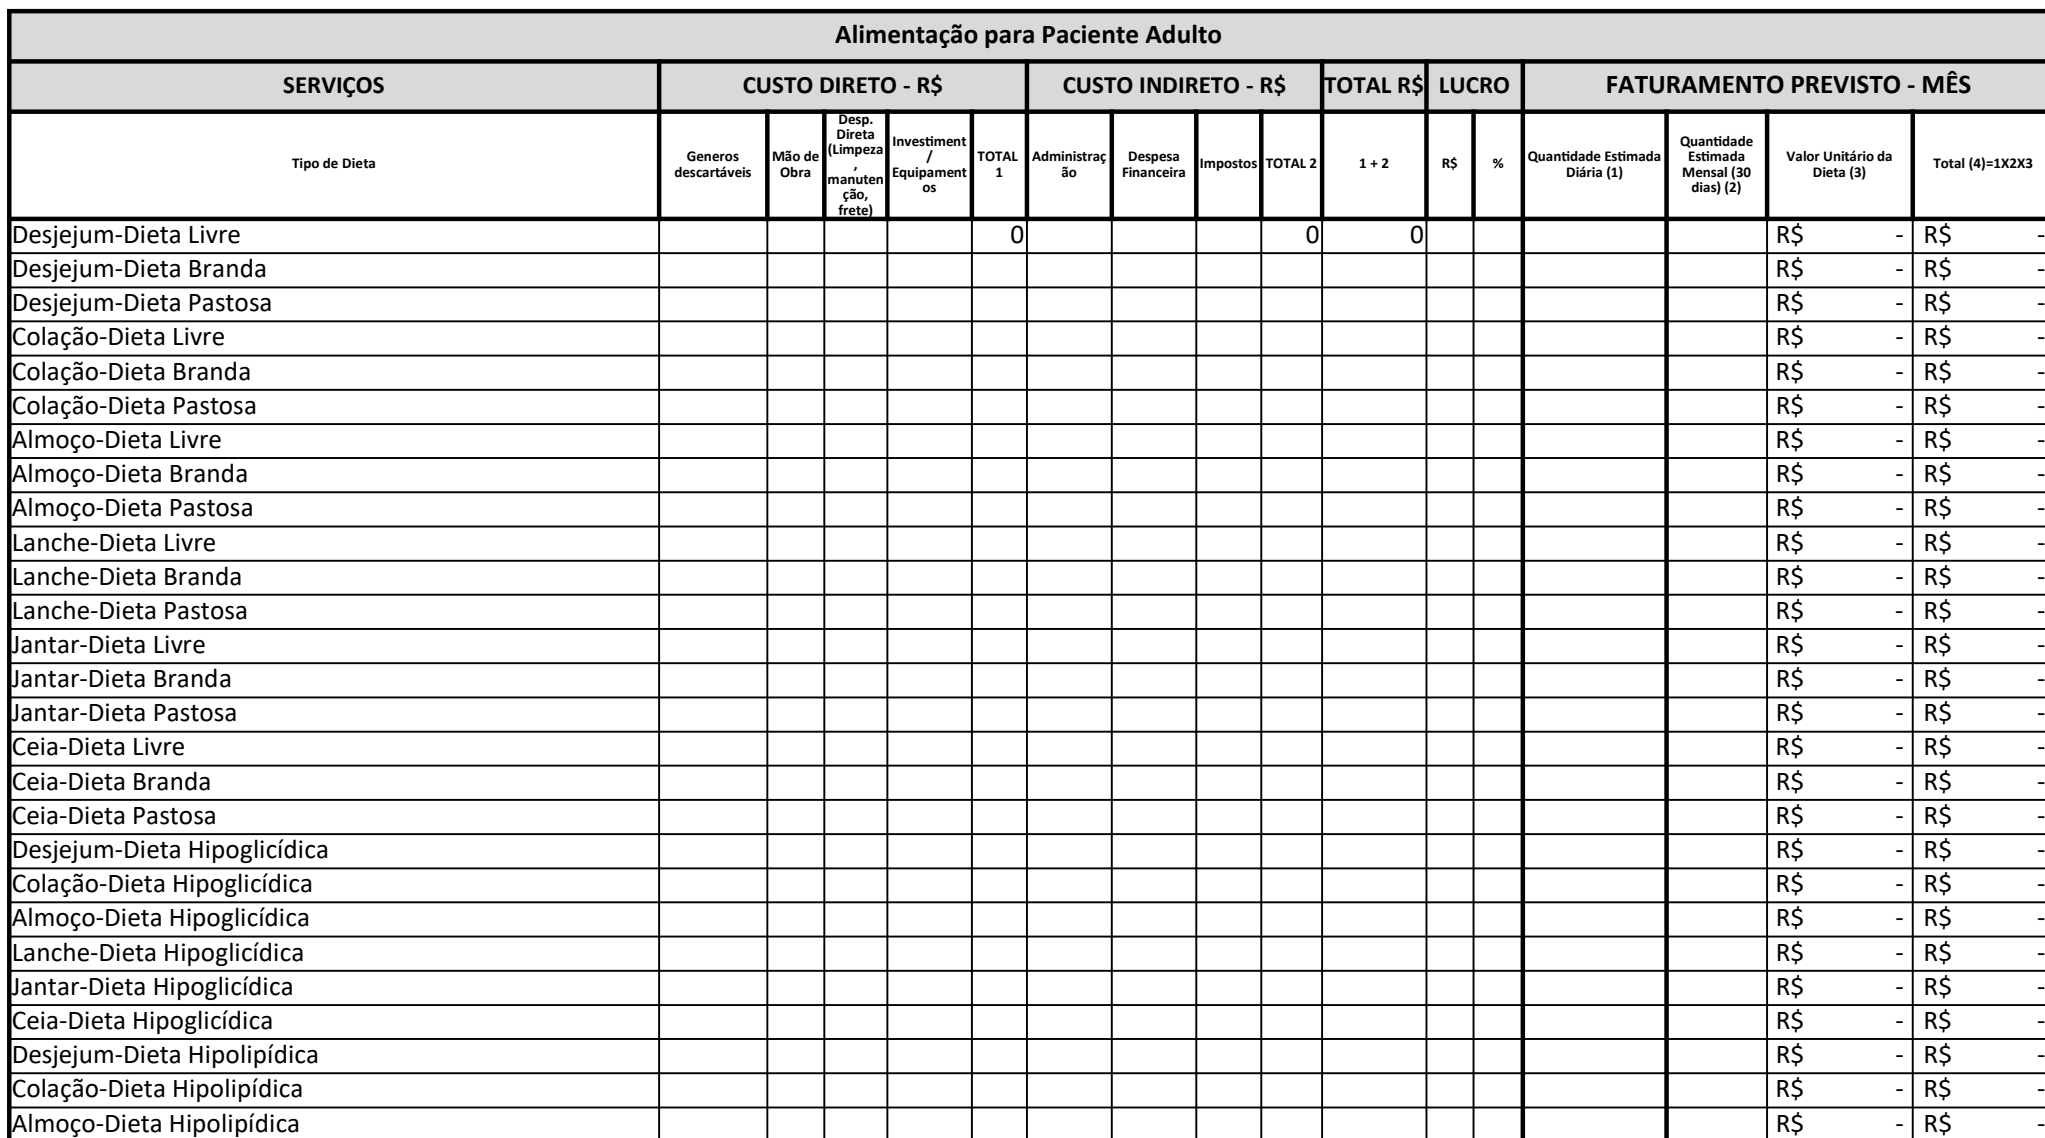 Alimentação para Paciente Adulto
SERVIÇOS CUSTO DIRETO - R$ CUSTO INDIRETO - R$ TOTAL R$ LUCRO FATURAMENTO PREVISTO - MÊS
Tipo de Dieta
Generos
descartáveis
Mão de
Obra
Desp.
Direta
(Limpeza
,
manuten
ção,
frete)
Investiment
/
Equipament
os
TOTAL
1
Administraç
ão
Despesa
Financeira
Impostos
TOTAL 2
1 + 2
R$
%
Quantidade Estimada
Diária (1)
Quantidade
Estimada
Mensal (30
dias) (2)
Valor Unitário da
Dieta (3)
Total (4)=1X2X3
Desjejum-Dieta Livre 0 0 0 R$ - R$ -
Desjejum-Dieta Branda R$ - R$ -
Desjejum-Dieta Pastosa R$ - R$ -
Colação-Dieta Livre R$ - R$ -
Colação-Dieta Branda R$ - R$ -
Colação-Dieta Pastosa R$ - R$ -
Almoço-Dieta Livre R$ - R$ -
Almoço-Dieta Branda R$ - R$ -
Almoço-Dieta Pastosa R$ - R$ -
Lanche-Dieta Livre R$ - R$ -
Lanche-Dieta Branda R$ - R$ -
Lanche-Dieta Pastosa R$ - R$ -
Jantar-Dieta Livre R$ - R$ -
Jantar-Dieta Branda R$ - R$ -
Jantar-Dieta Pastosa R$ - R$ -
Ceia-Dieta Livre R$ - R$ -
Ceia-Dieta Branda R$ - R$ -
Ceia-Dieta Pastosa R$ - R$ -
Desjejum-Dieta Hipoglicídica R$ - R$ -
Colação-Dieta Hipoglicídica R$ - R$ -
Almoço-Dieta Hipoglicídica R$ - R$ -
Lanche-Dieta Hipoglicídica R$ - R$ -
Jantar-Dieta Hipoglicídica R$ - R$ -
Ceia-Dieta Hipoglicídica R$ - R$ -
Desjejum-Dieta Hipolipídica R$ - R$ -
Colação-Dieta Hipolipídica R$ - R$ -
Almoço-Dieta Hipolipídica R$ - R$ -